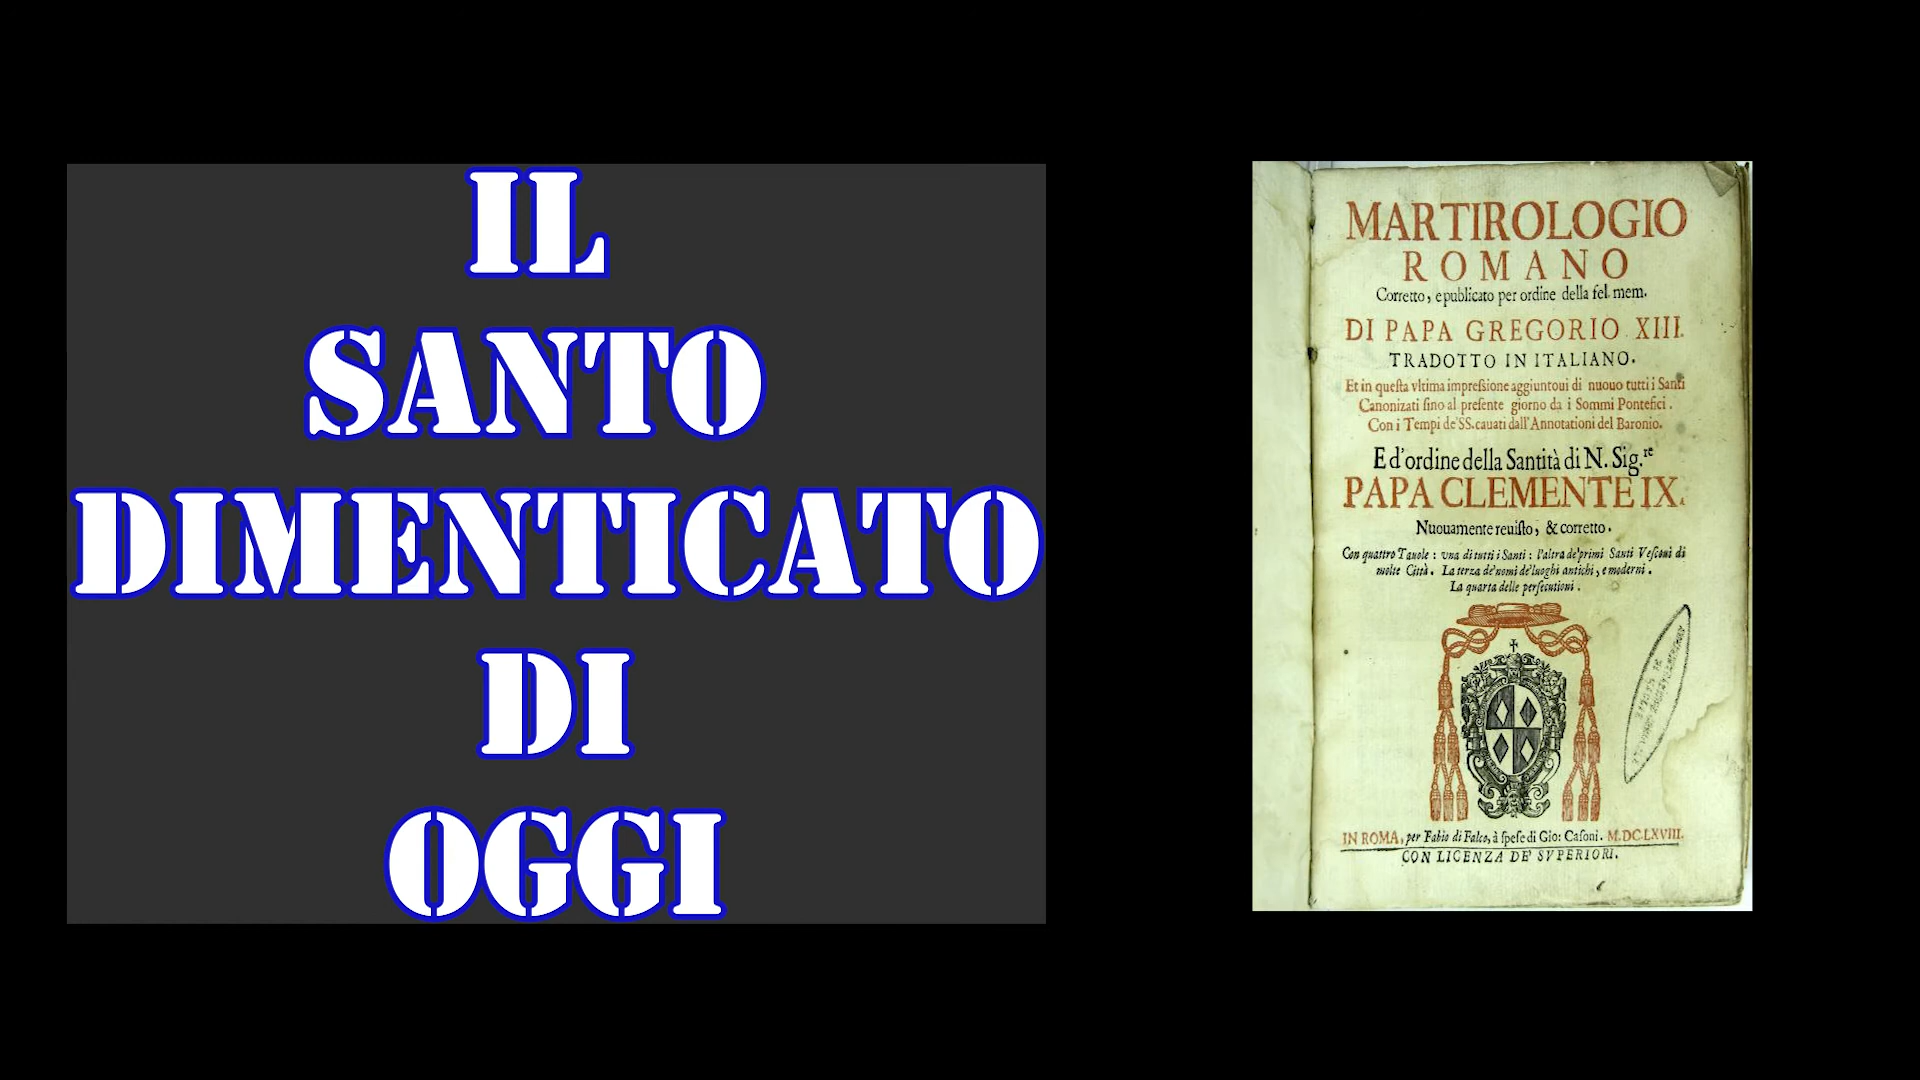 IL
SANTO
DIMENTICATO
DI
OGGI
MARTIROLOGIO
ROMANO
Corretto, e publicato per ordine della fel. mem.
DI PAPA GREGORIO XIII.
TRADOTTO IN ITALIANO.
Et in queſta vltima impreſsione aggiuntoui di nuouo tutti i Santi
Canonizati fino al preſente giorno da i Sommi Pontefici.
Con i Tempi de' SS. cauati dall'Annotationi del Baronio.
E d'ordine della Santità di N. Sig.re
PAPA CLEMENTE IX.
Nuouamente reuiſto, & corretto.
Con quattro Tauole: vna di tutti i Santi: l'altra de' primi Santi Veſcoui di
molte Città. La terza de' nomi de' luoghi antichi, e moderni.
La quarta delle perſecutioni.
IN ROMA, per Fabio di Falco, à ſpeſe di Gio: Caſoni. M.DC.LXVIII.
CON LICENZA DE' SVPERIORI.